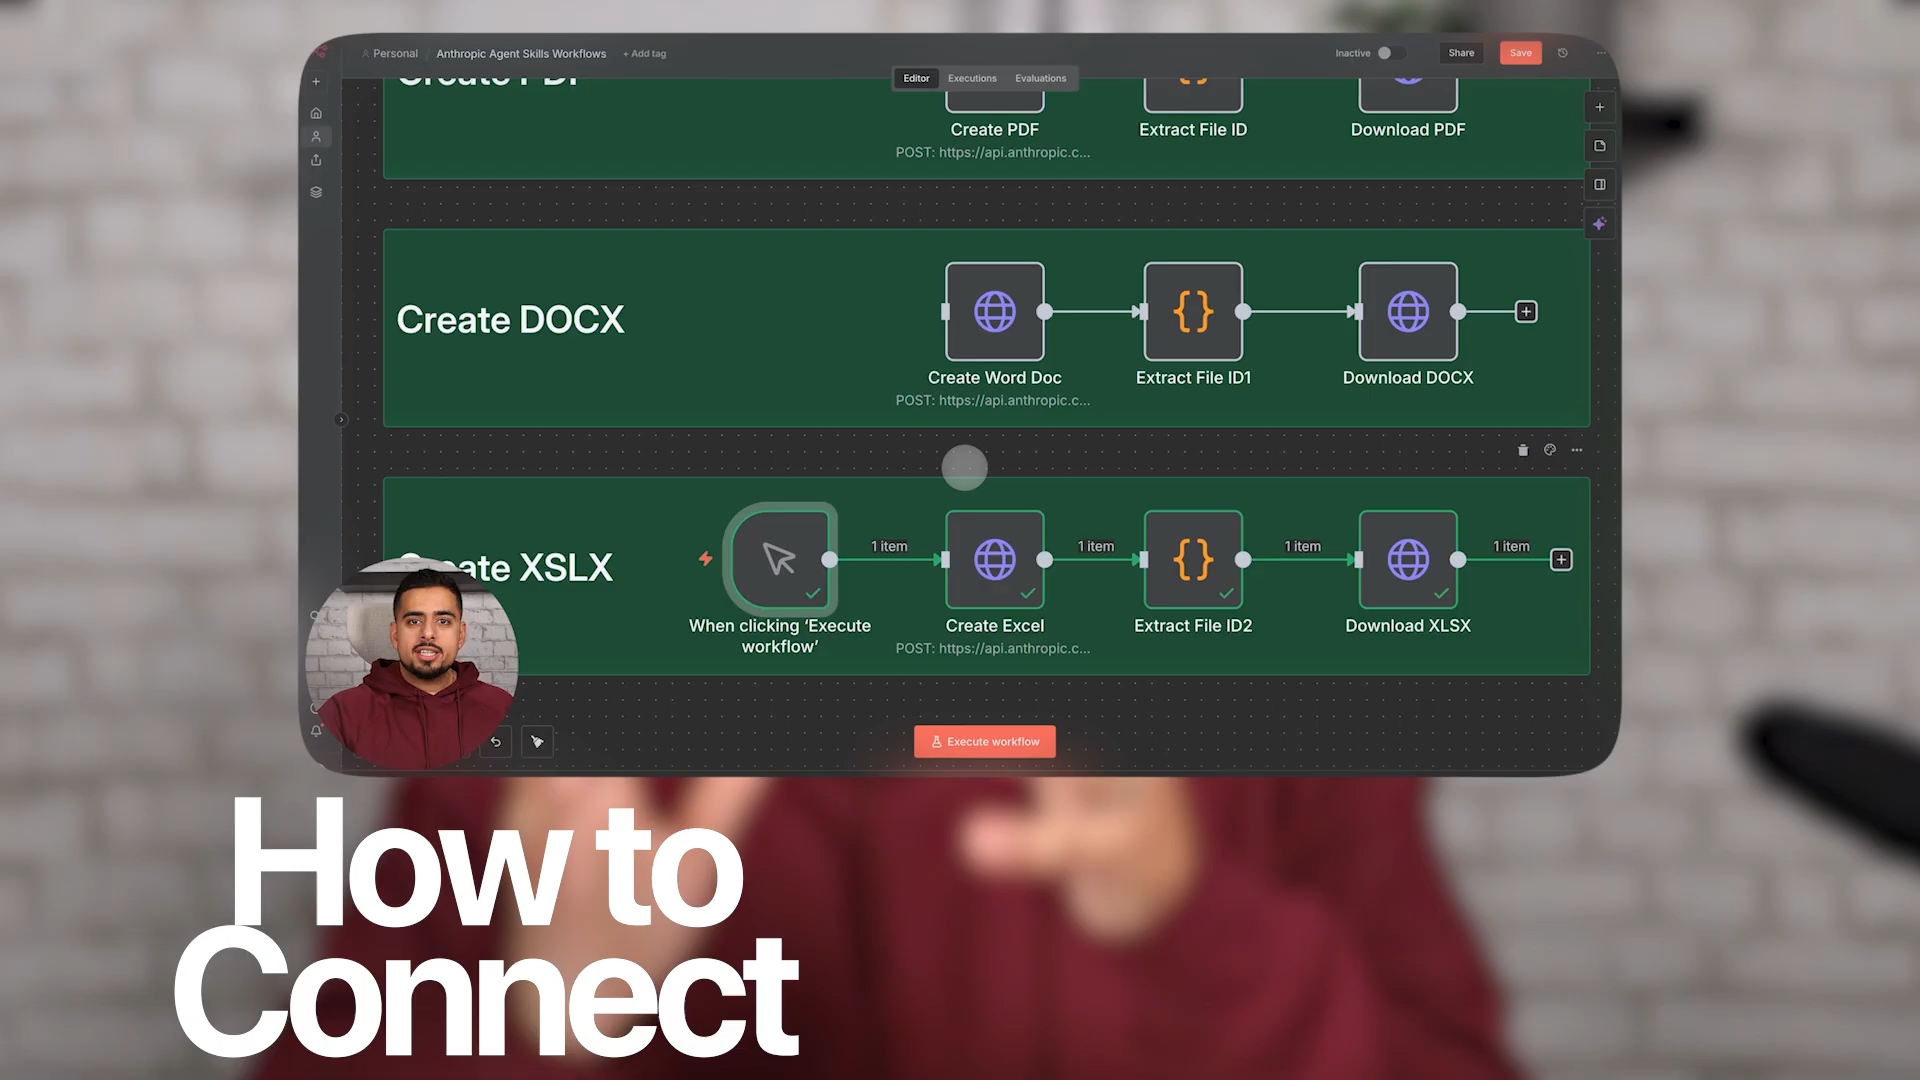 Personal
Anthropic Agent Skills Workflows
+ Add tag
Inactive
Share
Save
Editor
Executions
Evaluations
Create PDF
Create PDF
POST: https://api.anthropic.c...
Extract File ID
Download PDF
Create DOCX
Create Word Doc
POST: https://api.anthropic.c...
Extract File ID1
Download DOCX
Create XSLX
1 item
1 item
1 item
1 item
When clicking ‘Execute
workflow’
Create Excel
POST: https://api.anthropic.c...
Extract File ID2
Download XLSX
Execute workflow
How to
Connect